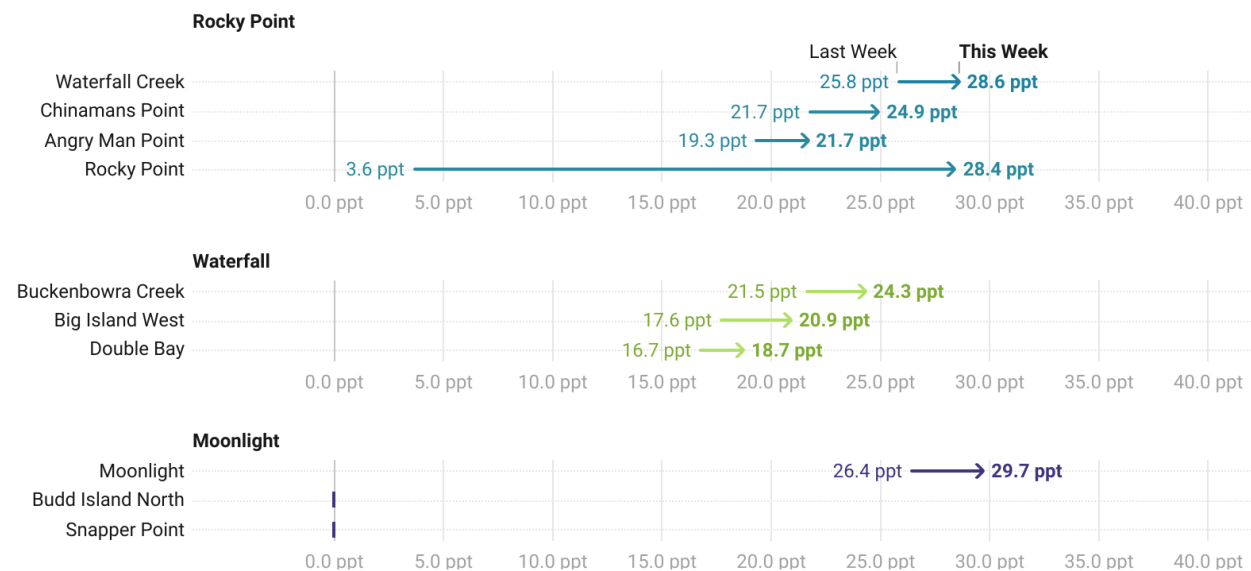 Rocky Point
Last Week This Week
Waterfall Creek 25.8 ppt 28.6 ppt
Chinamans Point 21.7 ppt 24.9 ppt
Angry Man Point 19.3 ppt 21.7 ppt
Rocky Point 3.6 ppt 28.4 ppt
0.0 ppt 5.0 ppt 10.0 ppt 15.0 ppt 20.0 ppt 25.0 ppt 30.0 ppt 35.0 ppt 40.0 ppt
Waterfall
Buckenbowra Creek 21.5 ppt 24.3 ppt
Big Island West 17.6 ppt 20.9 ppt
Double Bay 16.7 ppt 18.7 ppt
0.0 ppt 5.0 ppt 10.0 ppt 15.0 ppt 20.0 ppt 25.0 ppt 30.0 ppt 35.0 ppt 40.0 ppt
Moonlight
Moonlight 26.4 ppt 29.7 ppt
Budd Island North
Snapper Point
0.0 ppt 5.0 ppt 10.0 ppt 15.0 ppt 20.0 ppt 25.0 ppt 30.0 ppt 35.0 ppt 40.0 ppt